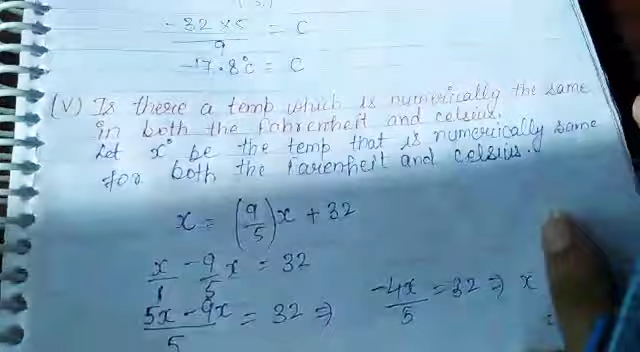 -32 × 5 / 9 = C
-17.8°C = C
(V) Is there a temp which is numerically the same
in both the Fahrenheit and celsius.
Let x° be the temp that is numerically same
for both the Farenheit and Celsius.
x = (9/5)x + 32
x/1 - 9/5 x = 32
5x - 9x / 5 = 32 ⇒ -4x/5 = 32 ⇒ x
=